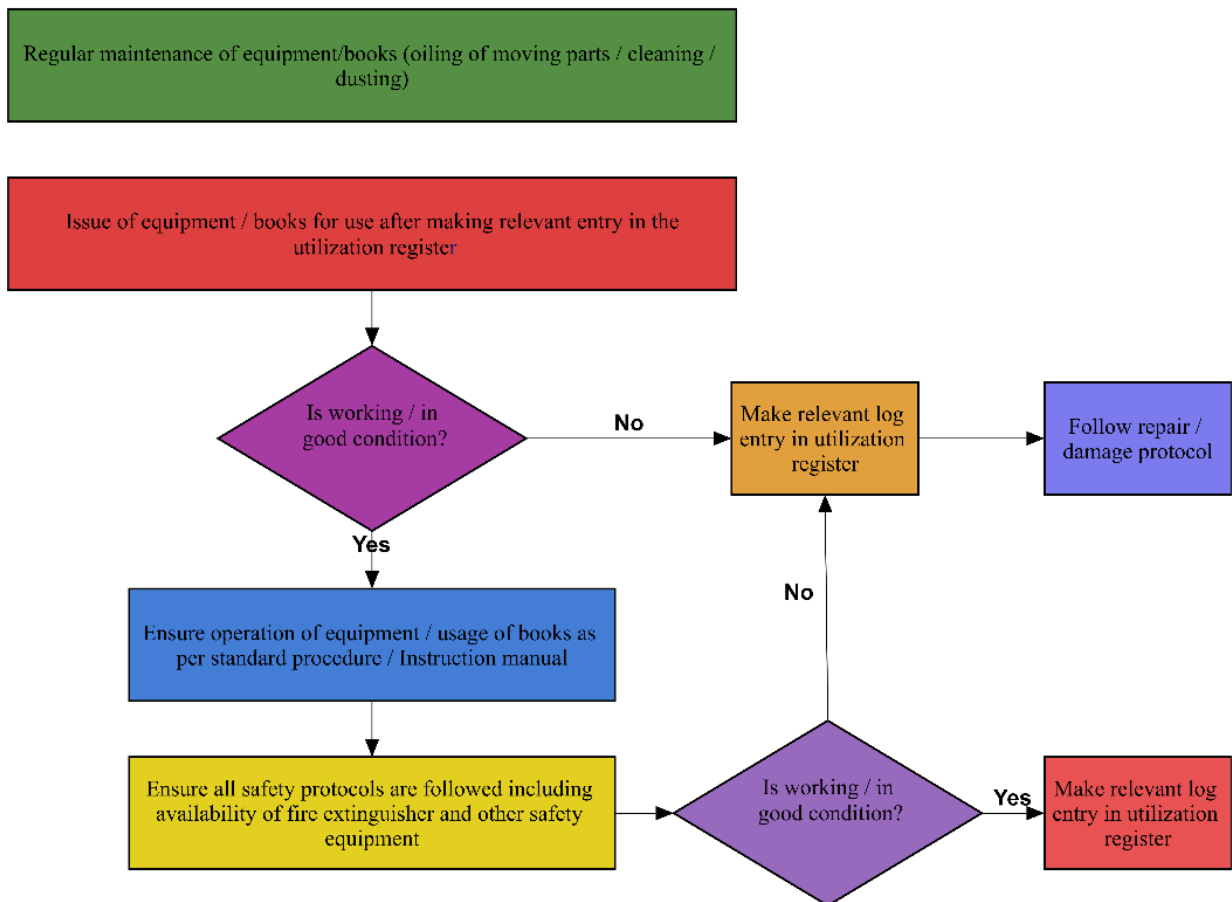 Regular maintenance of equipment/books (oiling of moving parts / cleaning /
dusting)
Issue of equipment / books for use after making relevant entry in the
utilization register
Is working / in
good condition?
No
Make relevant log
entry in utilization
register
Follow repair /
damage protocol
Yes
Ensure operation of equipment / usage of books as
per standard procedure / Instruction manual
No
Ensure all safety protocols are followed including
availability of fire extinguisher and other safety
equipment
Is working / in
good condition?
Yes
Make relevant log
entry in utilization
register